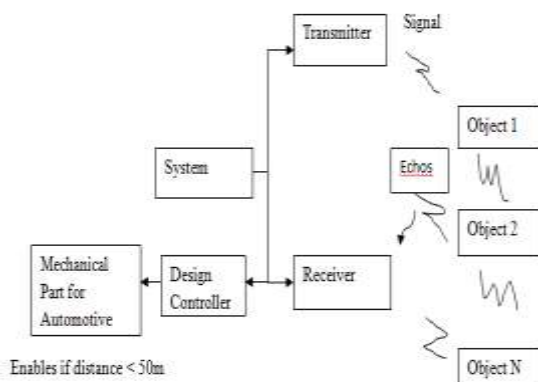 Transmitter
Signal
Object 1
System
Echos
Object 2
Mechanical
Part for
Automotive
Design
Controller
Receiver
Enables if distance < 50m
Object N